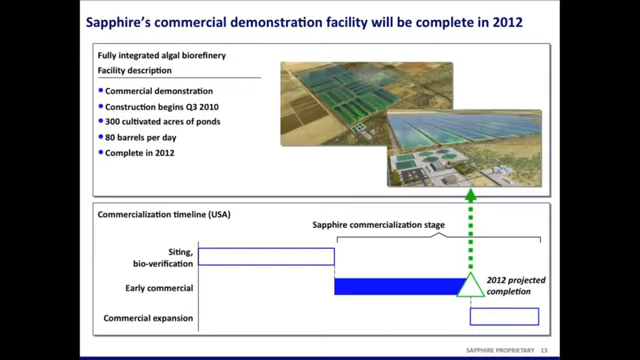 Sapphire's commercial demonstration facility will be complete in 2012
Fully integrated algal biorefinery
Facility description
• Commercial demonstration
• Construction begins Q3 2010
• 300 cultivated acres of ponds
• 80 barrels per day
• Complete in 2012
Commercialization timeline (USA)
Sapphire commercialization stage
Siting,
bio-verification
Early commercial
2012 projected
completion
Commercial expansion
SAPPHIRE PROPRIETARY 13